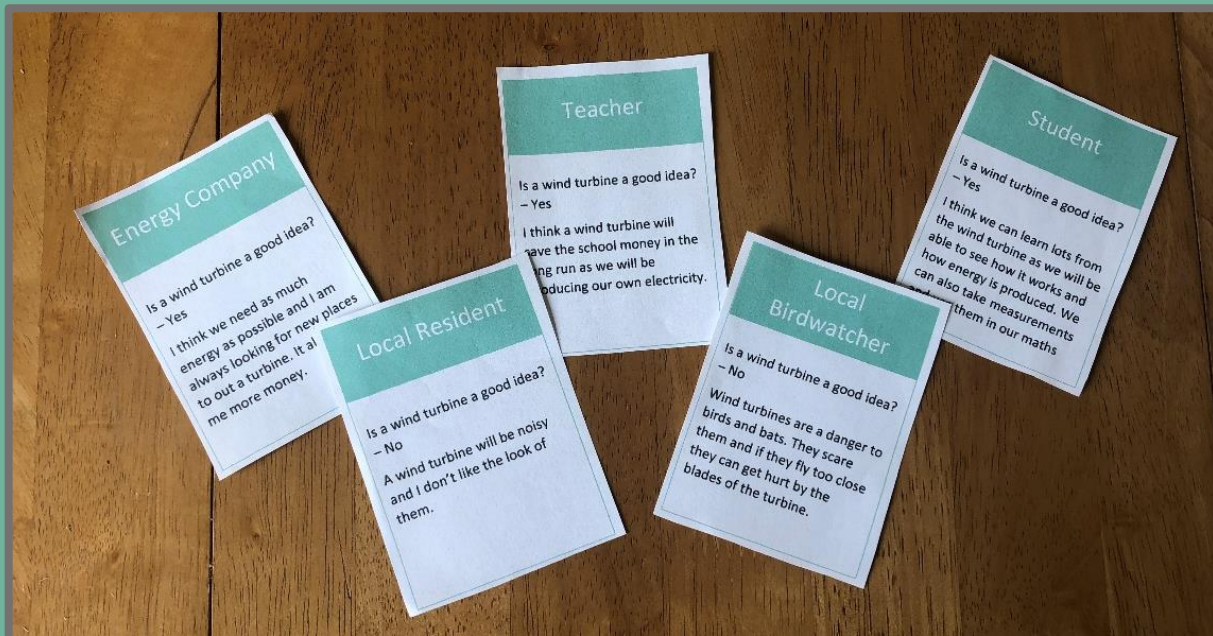 Energy Company
Is a wind turbine a good idea?
– Yes
I think we need as much
energy as possible and I am
always looking for new places
to out a turbine. It
me more money.
Local Resident
Is a wind turbine a good idea?
– No
A wind turbine will be noisy
and I don't like the look of
them.
Teacher
Is a wind turbine a good idea?
– Yes
I think a wind turbine will
save the school money in the
long run as we will be
producing our own electricity.
Local
Birdwatcher
Is a wind turbine a good idea?
– No
Wind turbines are a danger to
birds and bats. They scare
them and if they fly too close
they can get hurt by the
blades of the turbine.
Student
Is a wind turbine a good idea?
– Yes
I think we can learn lots from
the wind turbine as we will be
able to see how it works and
how energy is produced. We
can also take measurements
them in our maths